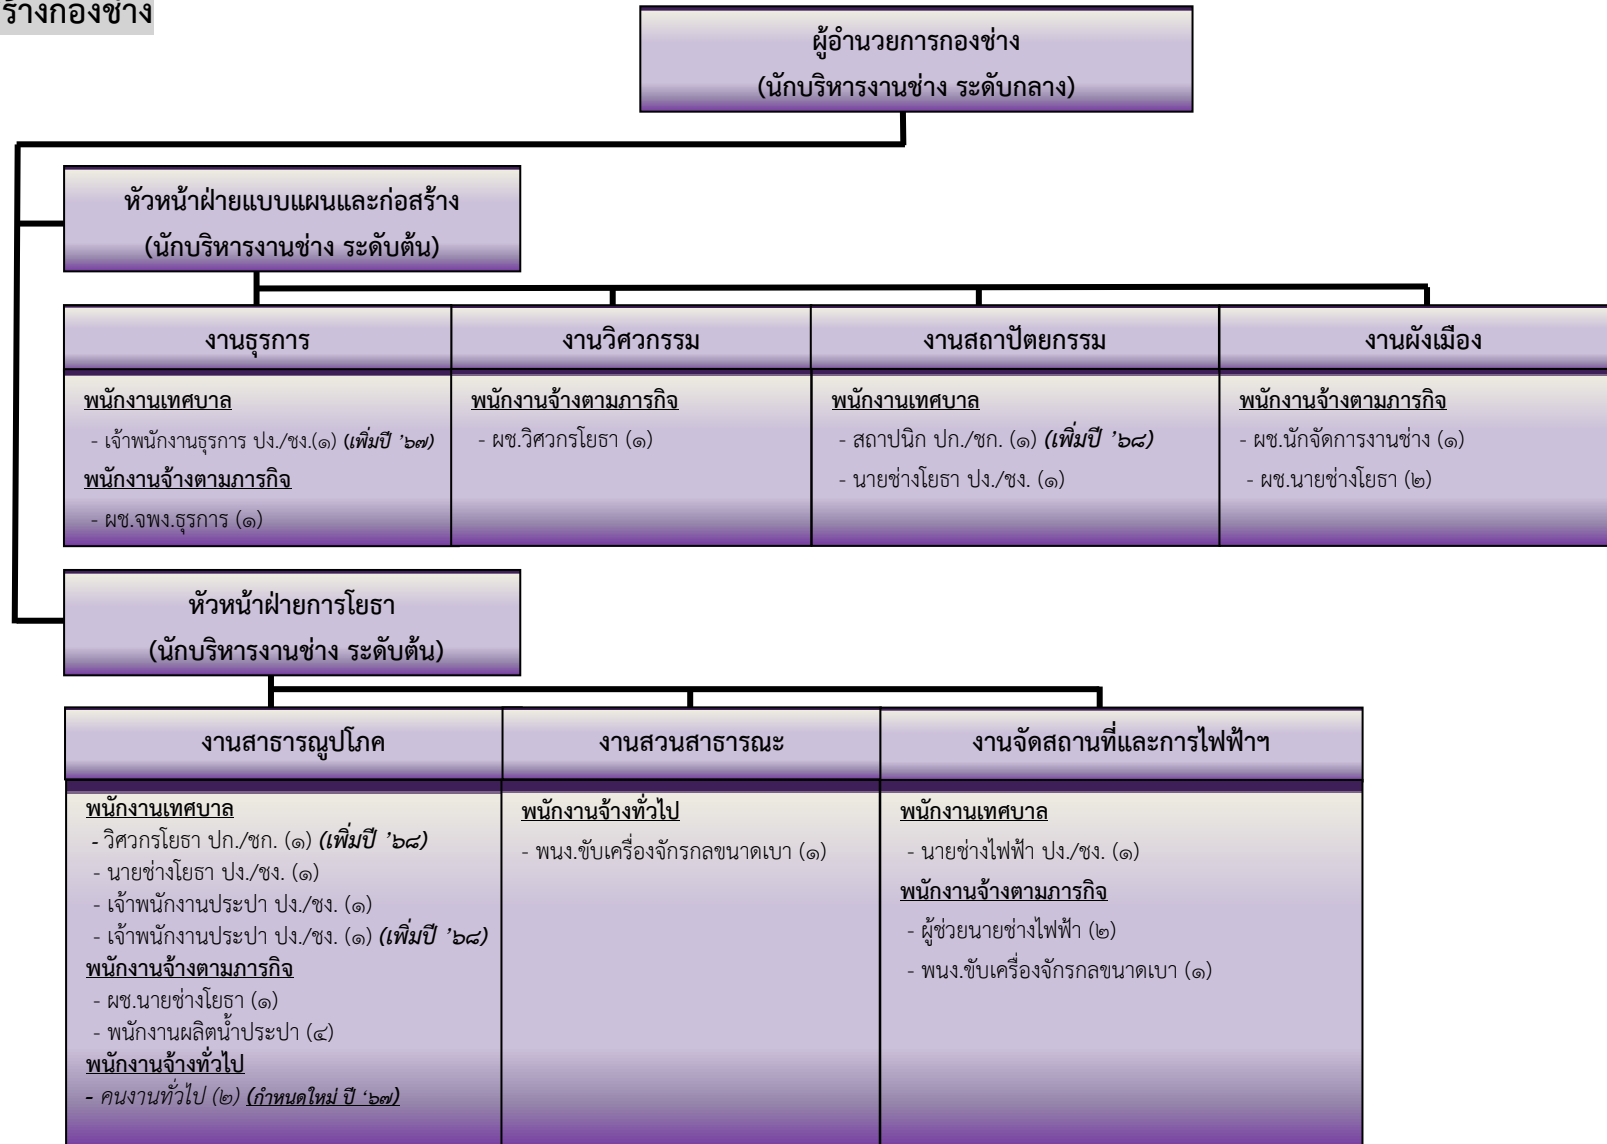 ร้างกองช่าง
ผู้อำนวยการกองช่าง
(นักบริหารงานช่าง ระดับกลาง)
หัวหน้าฝ่ายแบบแผนและก่อสร้าง
(นักบริหารงานช่าง ระดับต้น)
งานธุรการ
พนักงานเทศบาล
- เจ้าพนักงานธุรการ ปง./ชง.(๑) (เพิ่มปี ’๖๗)
พนักงานจ้างตามภารกิจ
- ผช.จพง.ธุรการ (๑)
งานวิศวกรรม
พนักงานจ้างตามภารกิจ
- ผช.วิศวกรโยธา (๑)
งานสถาปัตยกรรม
พนักงานเทศบาล
- สถาปนิก ปก./ชก. (๑) (เพิ่มปี ’๖๘)
- นายช่างโยธา ปง./ชง. (๑)
งานผังเมือง
พนักงานจ้างตามภารกิจ
- ผช.นักจัดการงานช่าง (๑)
- ผช.นายช่างโยธา (๒)
หัวหน้าฝ่ายการโยธา
(นักบริหารงานช่าง ระดับต้น)
งานสาธารณูปโภค
พนักงานเทศบาล
- วิศวกรโยธา ปก./ชก. (๑) (เพิ่มปี ’๖๘)
- นายช่างโยธา ปง./ชง. (๑)
- เจ้าพนักงานประปา ปง./ชง. (๑)
- เจ้าพนักงานประปา ปง./ชง. (๑) (เพิ่มปี ’๖๘)
พนักงานจ้างตามภารกิจ
- ผช.นายช่างโยธา (๑)
- พนักงานผลิตน้ำประปา (๔)
พนักงานจ้างทั่วไป
- คนงานทั่วไป (๒) (กำหนดใหม่ ปี ‘๖๗)
งานสวนสาธารณะ
พนักงานจ้างทั่วไป
- พนง.ขับเครื่องจักรกลขนาดเบา (๑)
งานจัดสถานที่และการไฟฟ้าฯ
พนักงานเทศบาล
- นายช่างไฟฟ้า ปง./ชง. (๑)
พนักงานจ้างตามภารกิจ
- ผู้ช่วยนายช่างไฟฟ้า (๒)
- พนง.ขับเครื่องจักรกลขนาดเบา (๑)